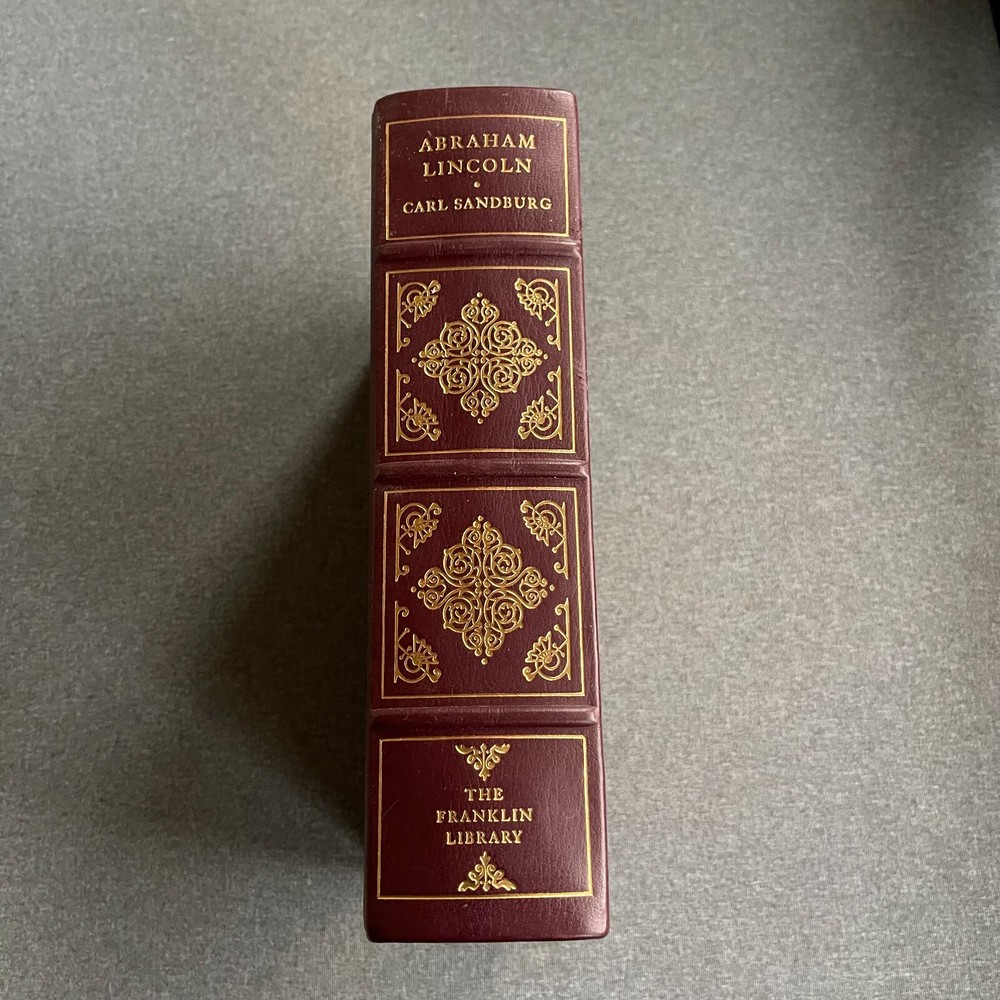 ABRAHAM
LINCOLN
CARL SANDBURG
THE
FRANKLIN
LIBRARY